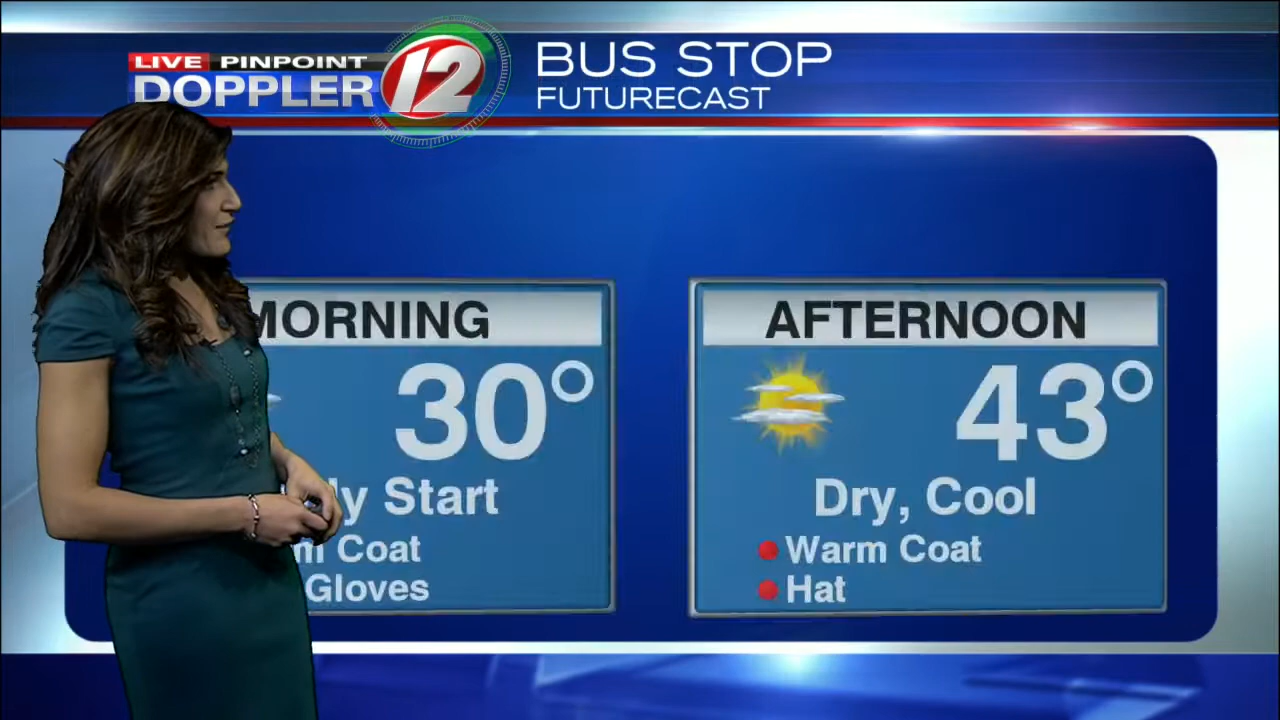 LIVE PINPOINT
DOPPLER 12
BUS STOP
FUTURECAST
MORNING
30°
Start
Coat
Gloves
AFTERNOON
43°
Dry, Cool
Warm Coat
Hat